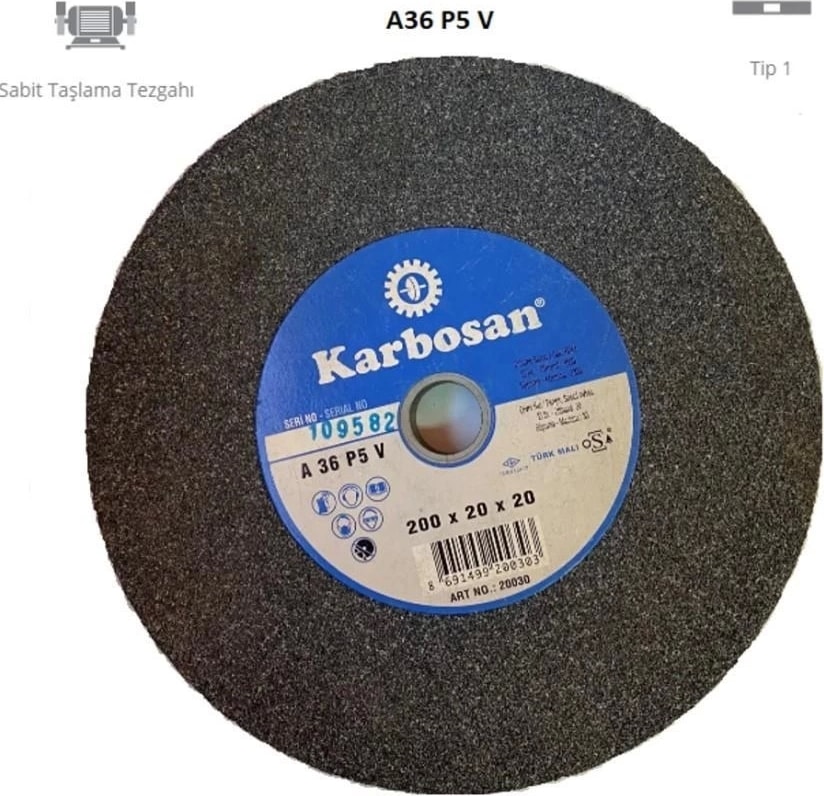 A36 P5 V
Tip 1
Sabit Taşlama Tezgahı
Karbosan®
SERİ NO - SERIAL NO
109582
A 36 P5 V
TÜRK MALI
OSA
200 x 20 x 20
8 691499 200303
ART NO.: 20030